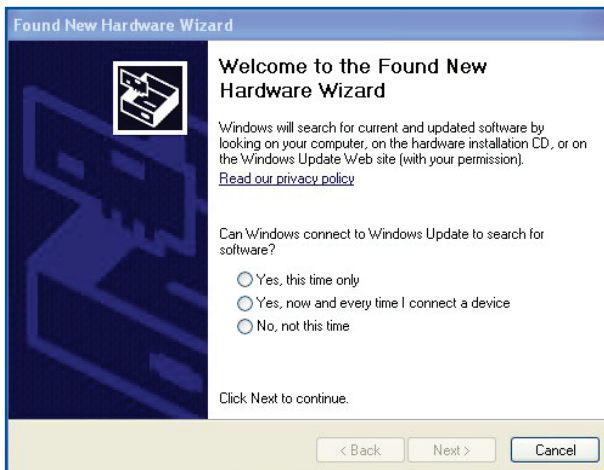 Found New Hardware Wizard
Welcome to the Found New
Hardware Wizard
Windows will search for current and updated software by
looking on your computer, on the hardware installation CD, or on
the Windows Update Web site (with your permission).
Read our privacy policy
Can Windows connect to Windows Update to search for
software?
Yes, this time only
Yes, now and every time I connect a device
No, not this time
Click Next to continue.
< Back Next > Cancel